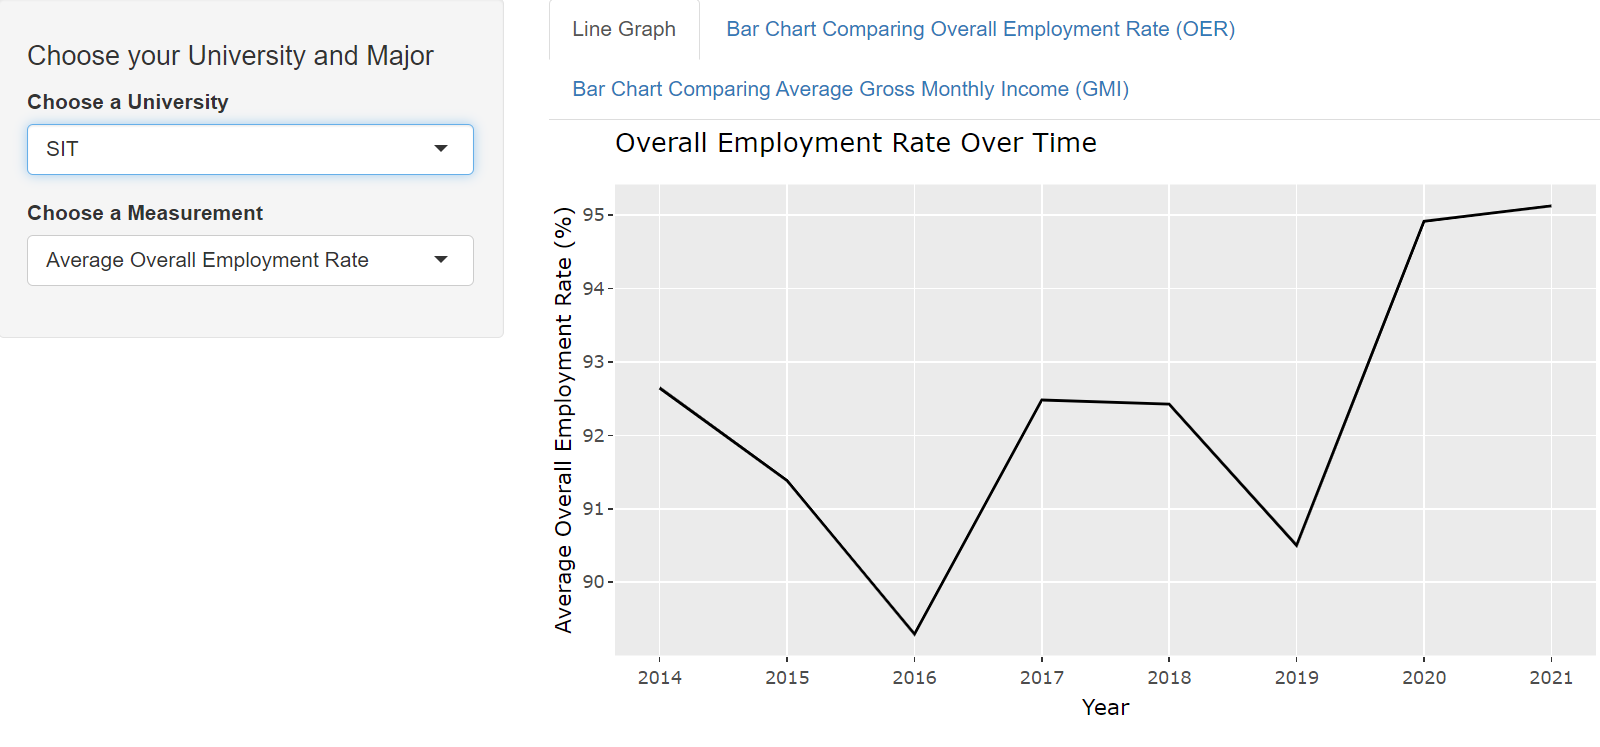 Choose your University and Major
Choose a University
SIT
Choose a Measurement
Average Overall Employment Rate
Line Graph
Bar Chart Comparing Overall Employment Rate (OER)
Bar Chart Comparing Average Gross Monthly Income (GMI)
Overall Employment Rate Over Time
Average Overall Employment Rate (%)
95
94
93
92
91
90
2014 2015 2016 2017 2018 2019 2020 2021
Year